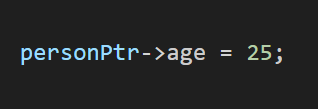 personPtr->age = 25;